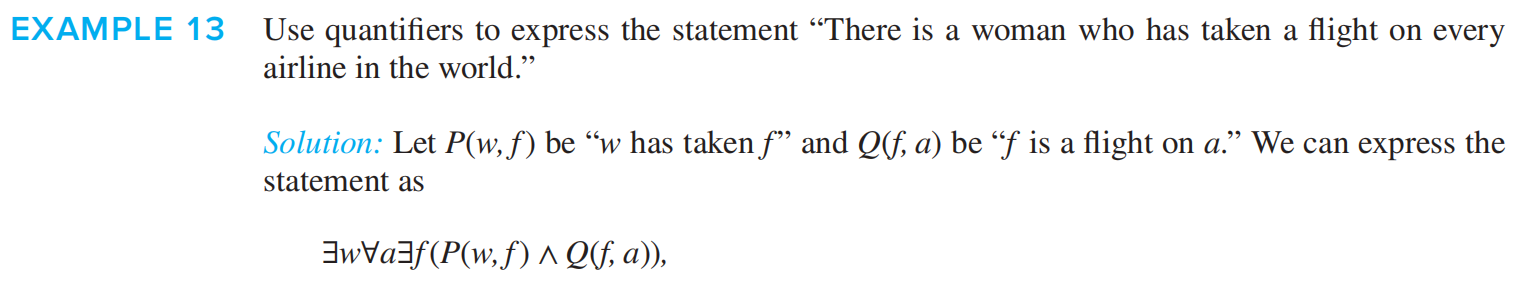 EXAMPLE 13 Use quantifiers to express the statement “There is a woman who has taken a flight on every
airline in the world.”
Solution: Let P(w, f) be “w has taken f” and Q(f, a) be “f is a flight on a.” We can express the
statement as
∃w∀a∃f(P(w, f) ∧ Q(f, a)),